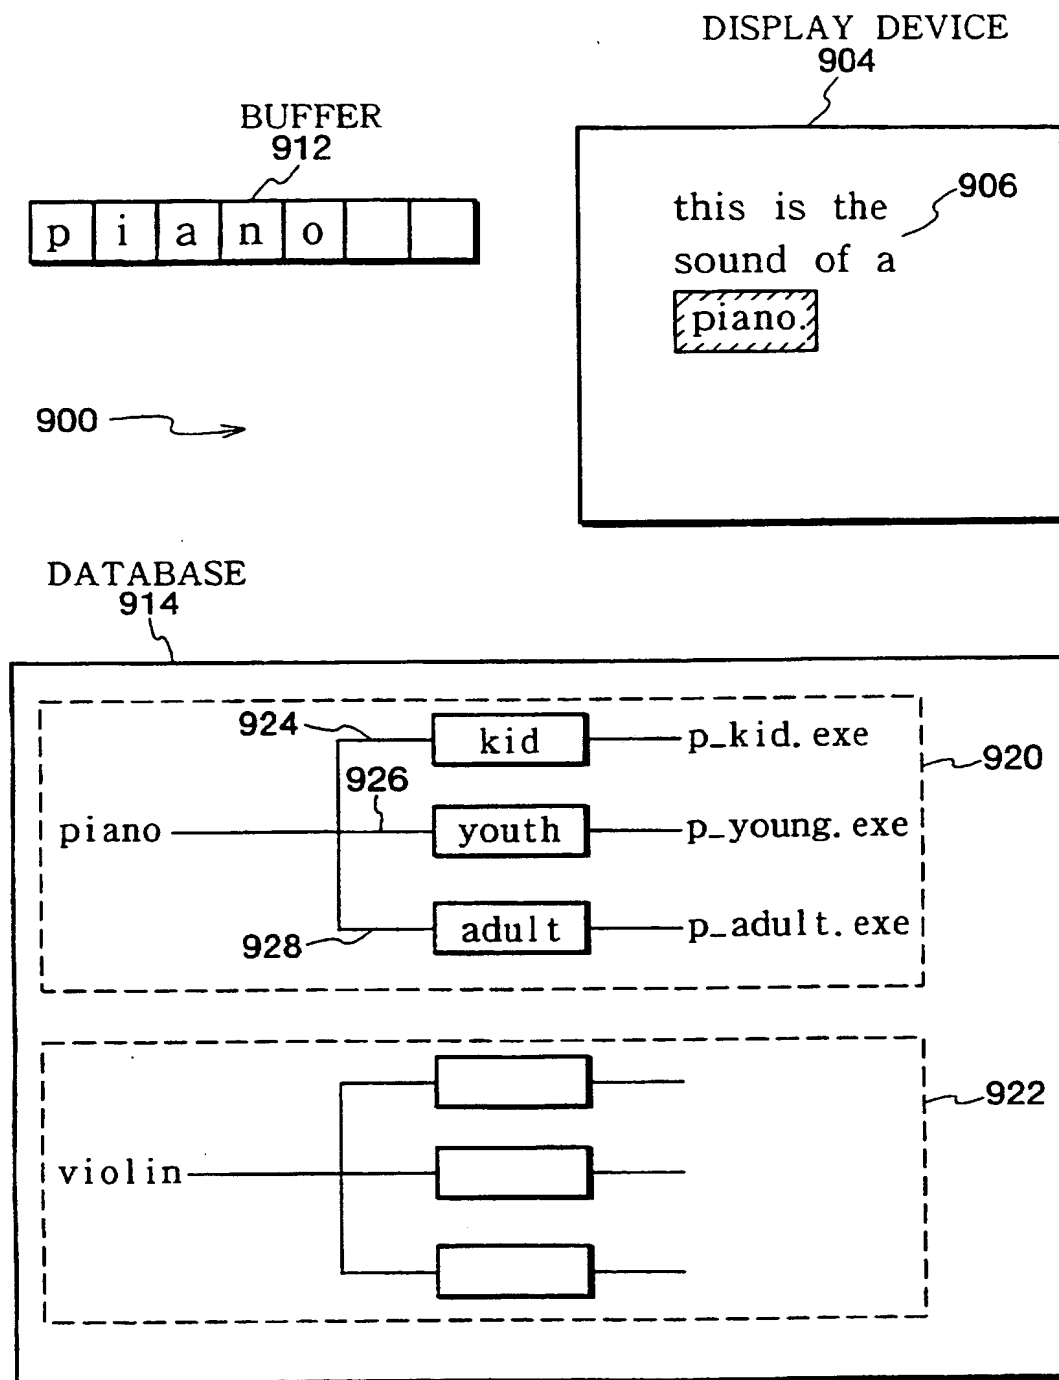 DISPLAY DEVICE
904
BUFFER
912
p i a n o
this is the
sound of a
piano.
906
900
DATABASE
914
924
kid
p_kid.exe
920
926
piano
youth
p_young.exe
928
adult
p_adult.exe
922
violin